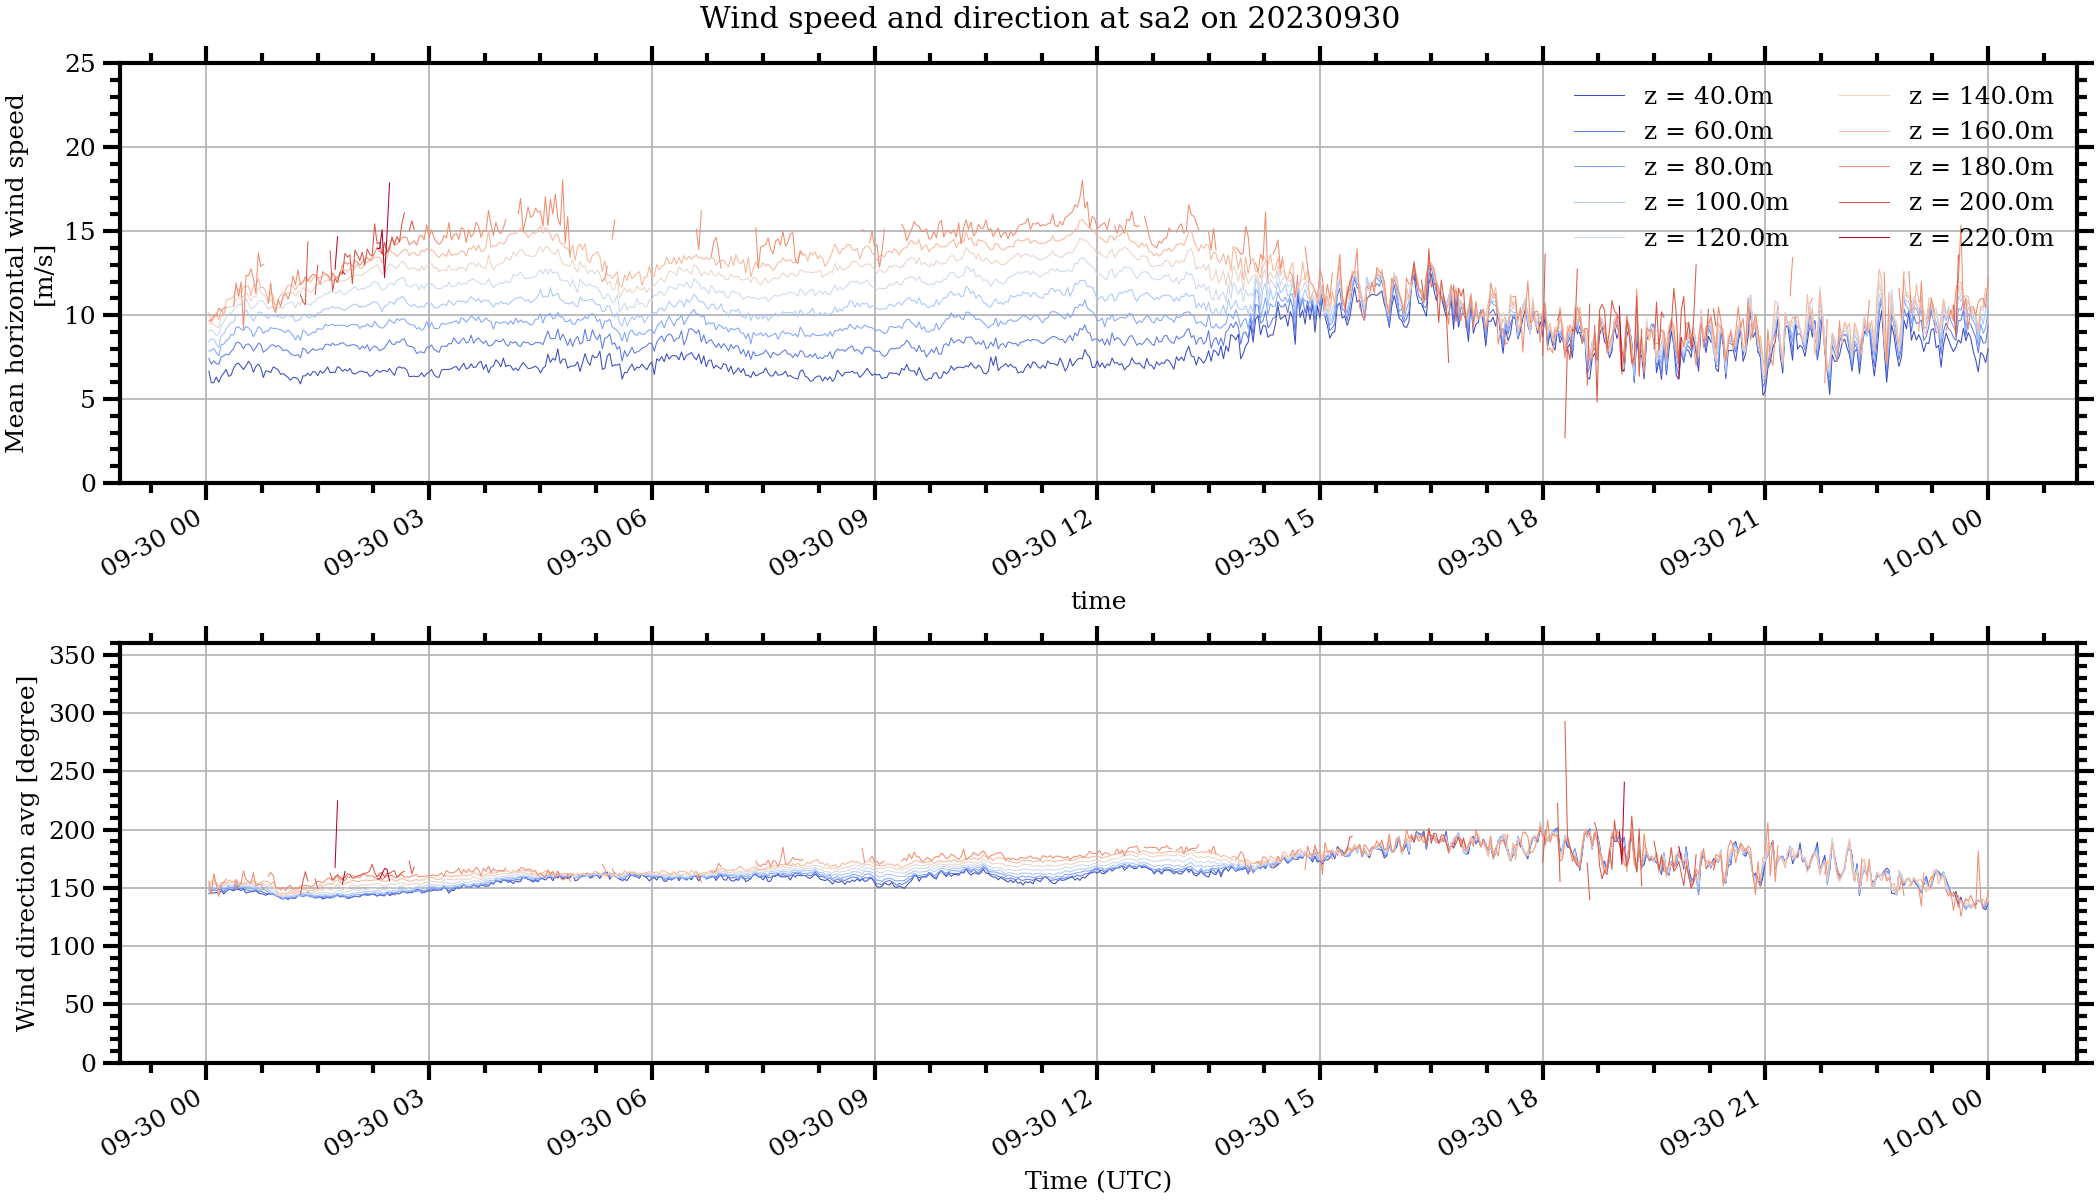 Wind speed and direction at sa2 on 20230930
Mean horizontal wind speed
[m/s]
25
20
15
10
5
0
z = 40.0m
z = 60.0m
z = 80.0m
z = 100.0m
z = 120.0m
z = 140.0m
z = 160.0m
z = 180.0m
z = 200.0m
z = 220.0m
09-30 00
09-30 03
09-30 06
09-30 09
09-30 12
09-30 15
09-30 18
09-30 21
10-01 00
time
Wind direction avg [degree]
350
300
250
200
150
100
50
0
09-30 00
09-30 03
09-30 06
09-30 09
09-30 12
09-30 15
09-30 18
09-30 21
10-01 00
Time (UTC)